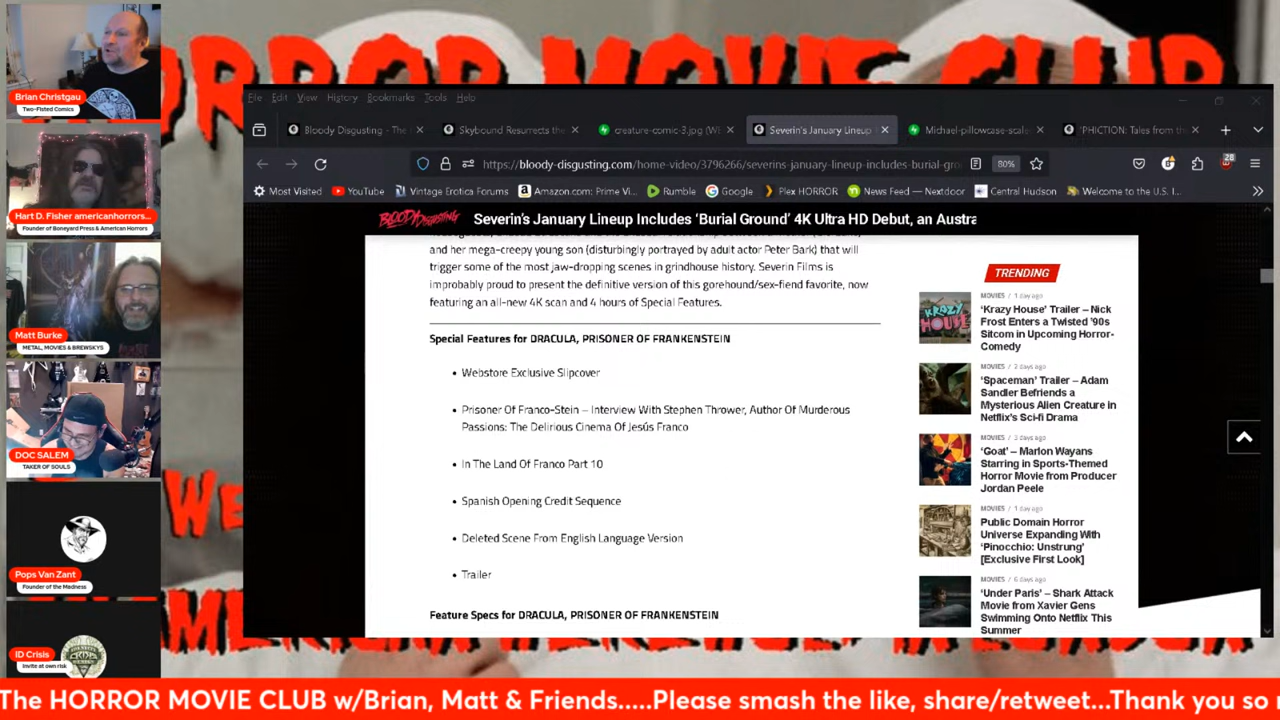 HORROR MOVIE CLUB
Brian Christgau
Two-Fisted Comics
Hart D. Fisher americanhorrors...
Founder of Boneyard Press & American Horrors
Matt Burke
METAL, MOVIES & BREWSKYS
DOC SALEM
TAKER OF SOULS
Pops Van Zant
Founder of the Madness
ID Crisis
Invite at own risk
File Edit View History Bookmarks Tools Help
Bloody Disgusting - The
Skybound Resurrects the
creature-comic-3.jpg (WE
Severin's January Lineup
Michael-pillowcase-scale
'PHICTION: Tales from the
https://bloody-disgusting.com/home-video/3796266/severins-january-lineup-includes-burial-gro
80%
28
Most Visited YouTube Vintage Erotica Forums Amazon.com: Prime Vi... Rumble Google Plex HORROR News Feed — Nextdoor Central Hudson Welcome to the U.S. I...
BLOODY DISGUSTING
Severin's January Lineup Includes 'Burial Ground' 4K Ultra HD Debut, an Austra
and her mega-creepy young son (disturbingly portrayed by adult actor Peter Bark) that will
trigger some of the most jaw-dropping scenes in grindhouse history. Severin Films is
improbably proud to present the definitive version of this gorehound/sex-fiend favorite, now
featuring an all-new 4K scan and 4 hours of Special Features.
Special Features for DRACULA, PRISONER OF FRANKENSTEIN
• Webstore Exclusive Slipcover
• Prisoner Of Franco-Stein – Interview With Stephen Thrower, Author Of Murderous
Passions: The Delirious Cinema Of Jesús Franco
• In The Land Of Franco Part 10
• Spanish Opening Credit Sequence
• Deleted Scene From English Language Version
• Trailer
Feature Specs for DRACULA, PRISONER OF FRANKENSTEIN
TRENDING
MOVIES / 1 day ago
'Krazy House' Trailer – Nick
Frost Enters a Twisted '90s
Sitcom in Upcoming Horror-
Comedy
KRAZY HOUSE
MOVIES / 2 days ago
'Spaceman' Trailer – Adam
Sandler Befriends a
Mysterious Alien Creature in
Netflix's Sci-fi Drama
MOVIES / 3 days ago
'Goat' – Marlon Wayans
Starring in Sports-Themed
Horror Movie from Producer
Jordan Peele
MOVIES / 1 day ago
Public Domain Horror
Universe Expanding With
'Pinocchio: Unstrung'
[Exclusive First Look]
MOVIES / 6 days ago
'Under Paris' – Shark Attack
Movie from Xavier Gens
Swimming Onto Netflix This
Summer
The HORROR MOVIE CLUB w/Brian, Matt & Friends.....Please smash the like, share/retweet...Thank you so